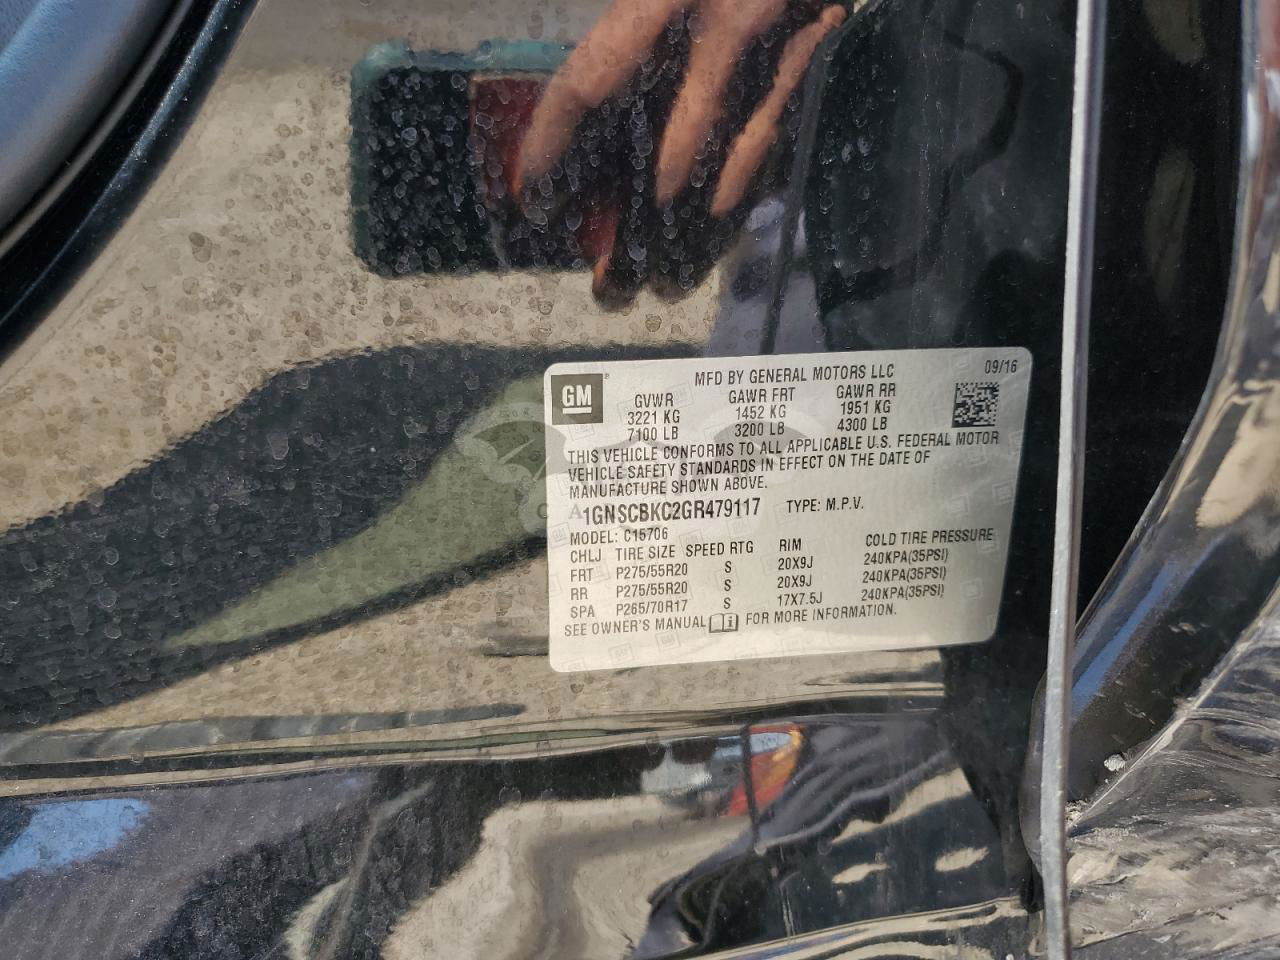 GM
MFD BY GENERAL MOTORS LLC 09/16
GVWR GAWR FRT GAWR RR
3221 KG 1452 KG 1951 KG
7100 LB 3200 LB 4300 LB
THIS VEHICLE CONFORMS TO ALL APPLICABLE U.S. FEDERAL MOTOR
VEHICLE SAFETY STANDARDS IN EFFECT ON THE DATE OF
MANUFACTURE SHOWN ABOVE.
1GNSCBKC2GR479117 TYPE: M.P.V.
MODEL: C15706
CHLJ TIRE SIZE SPEED RTG RIM COLD TIRE PRESSURE
FRT P275/55R20 S 20X9J 240KPA(35PSI)
RR P275/55R20 S 20X9J 240KPA(35PSI)
SPA P265/70R17 S 17X7.5J 240KPA(35PSI)
SEE OWNER'S MANUAL FOR MORE INFORMATION.